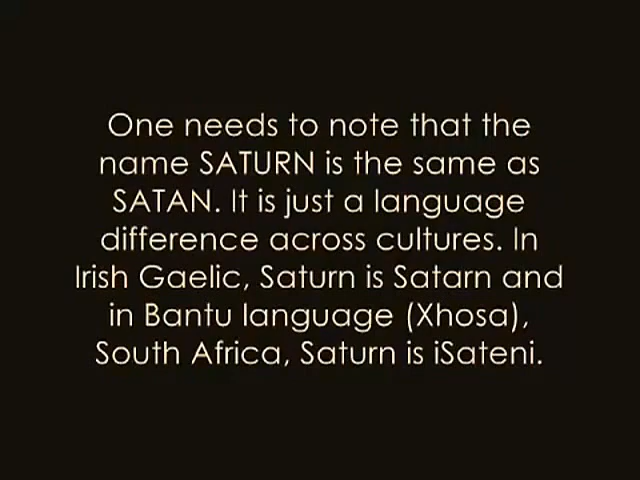 One needs to note that the
name SATURN is the same as
SATAN. It is just a language
difference across cultures. In
Irish Gaelic, Saturn is Satarn and
in Bantu language (Xhosa),
South Africa, Saturn is iSateni.